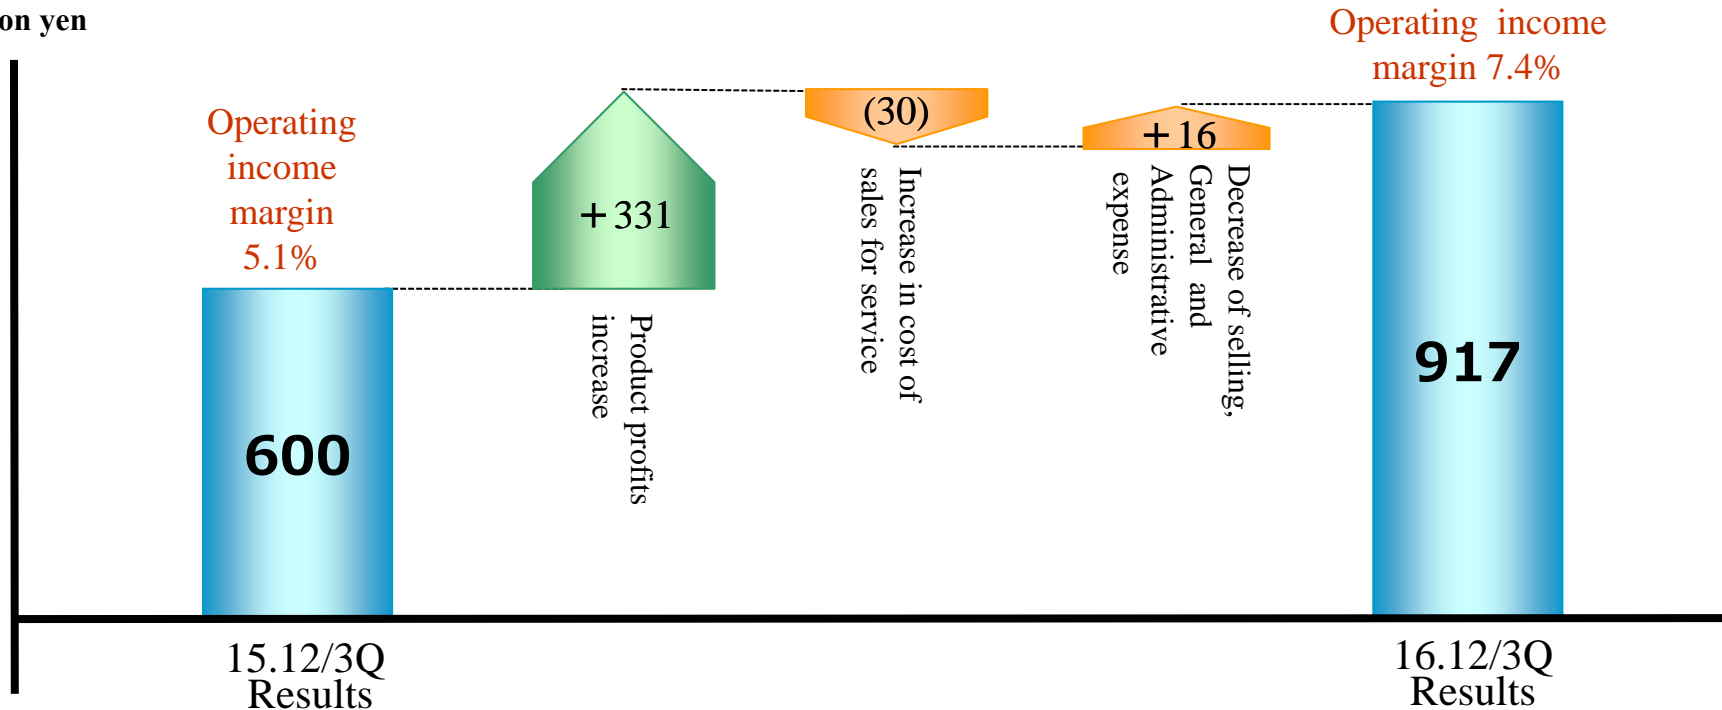 on yen
Operating
income
margin
5.1%
600
15.12/3Q
Results
+331
Product profits
increase
(30)
Increase in cost of
sales for service
+16
Decrease of selling,
General and
Administrative
expense
Operating income
margin 7.4%
917
16.12/3Q
Results